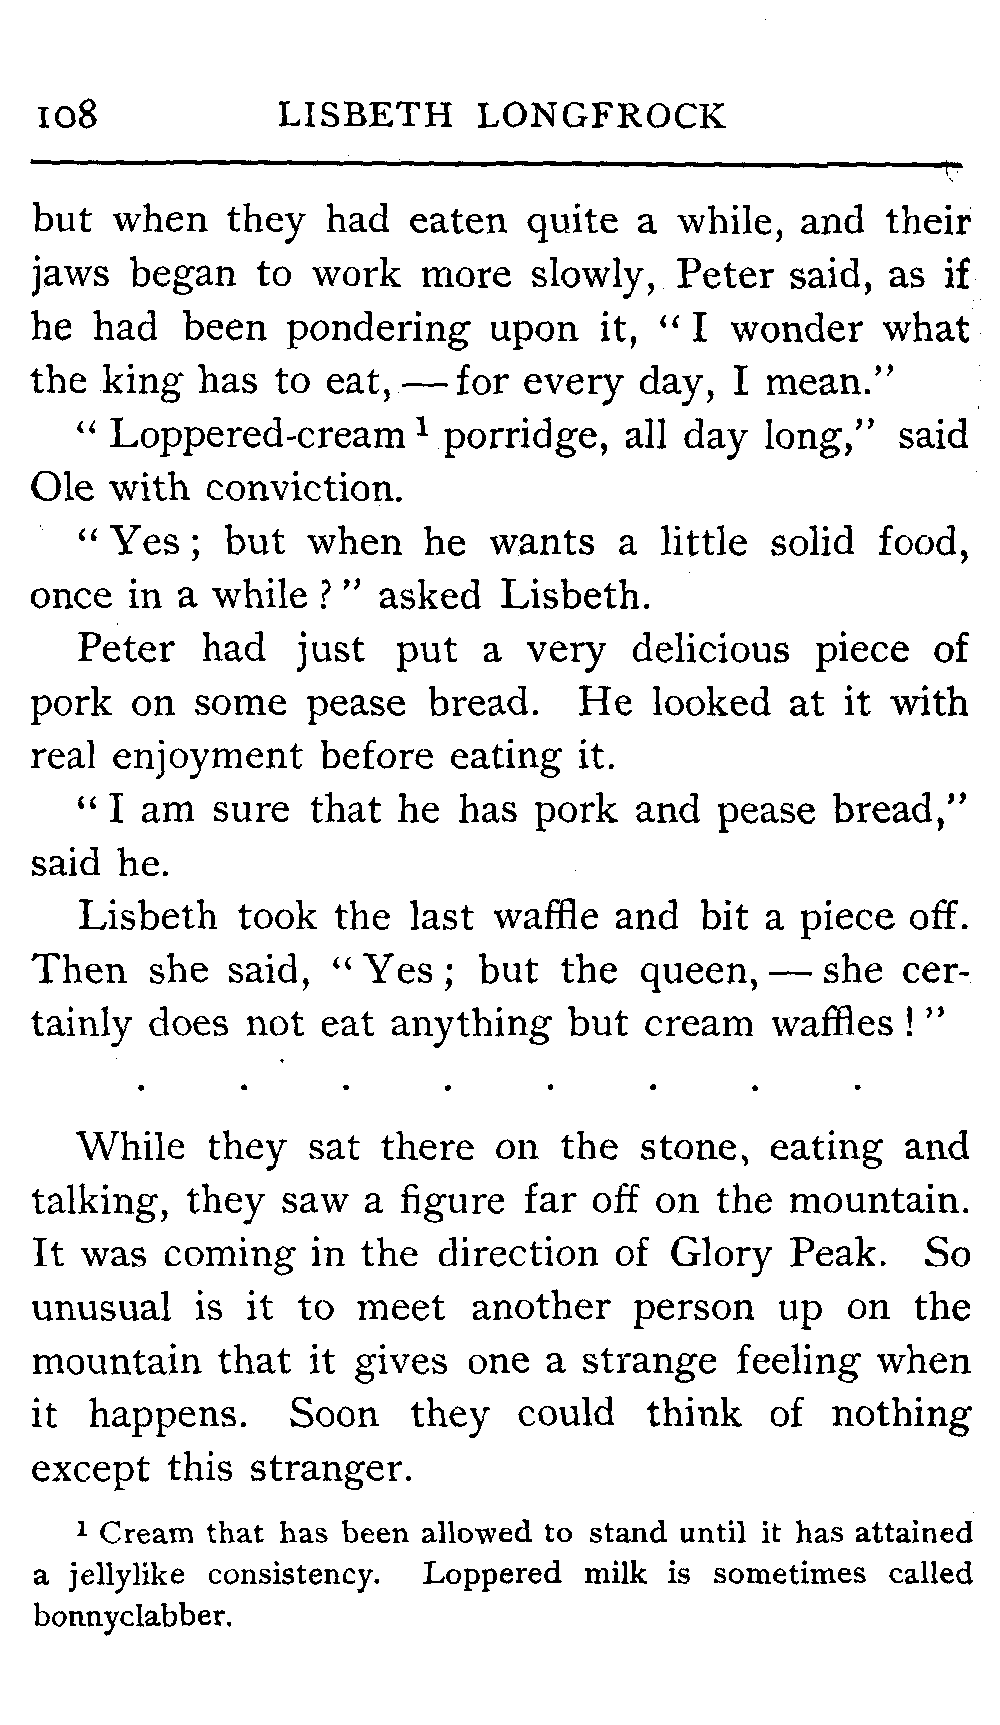 108 LISBETH LONGFROCK
but when they had eaten quite a while, and their
jaws began to work more slowly, Peter said, as if
he had been pondering upon it, “ I wonder what
the king has to eat, — for every day, I mean.”
“ Loppered-cream ¹ porridge, all day long,” said
Ole with conviction.
“ Yes ; but when he wants a little solid food,
once in a while ? ” asked Lisbeth.
Peter had just put a very delicious piece of
pork on some pease bread. He looked at it with
real enjoyment before eating it.
“ I am sure that he has pork and pease bread,”
said he.
Lisbeth took the last waffle and bit a piece off.
Then she said, “ Yes ; but the queen, — she cer-
tainly does not eat anything but cream waffles ! ”
. . . . . . . .
While they sat there on the stone, eating and
talking, they saw a figure far off on the mountain.
It was coming in the direction of Glory Peak. So
unusual is it to meet another person up on the
mountain that it gives one a strange feeling when
it happens. Soon they could think of nothing
except this stranger.
¹ Cream that has been allowed to stand until it has attained
a jellylike consistency. Loppered milk is sometimes called
bonnyclabber.